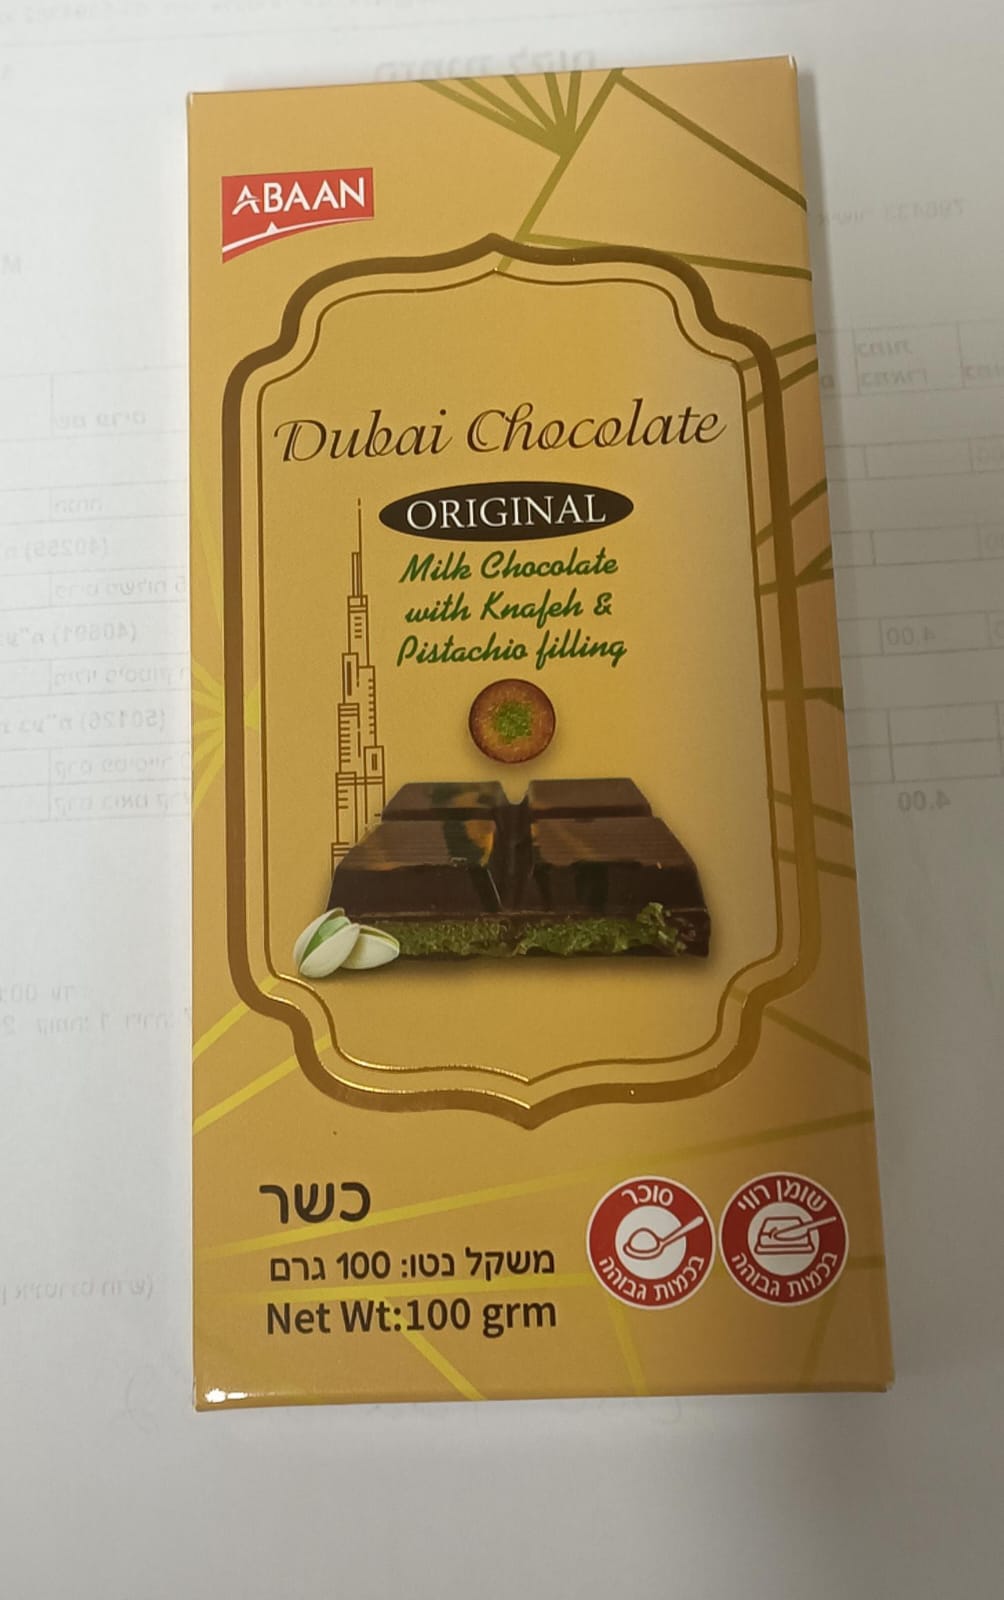 ABAAN
Dubai Chocolate
ORIGINAL
Milk Chocolate
with Knafeh &
Pistachio filling
כשר
משקל נטו: 100 גרם
Net Wt:100 grm
סוכר
בכמות גבוהה
שומן רווי
בכמות גבוהה